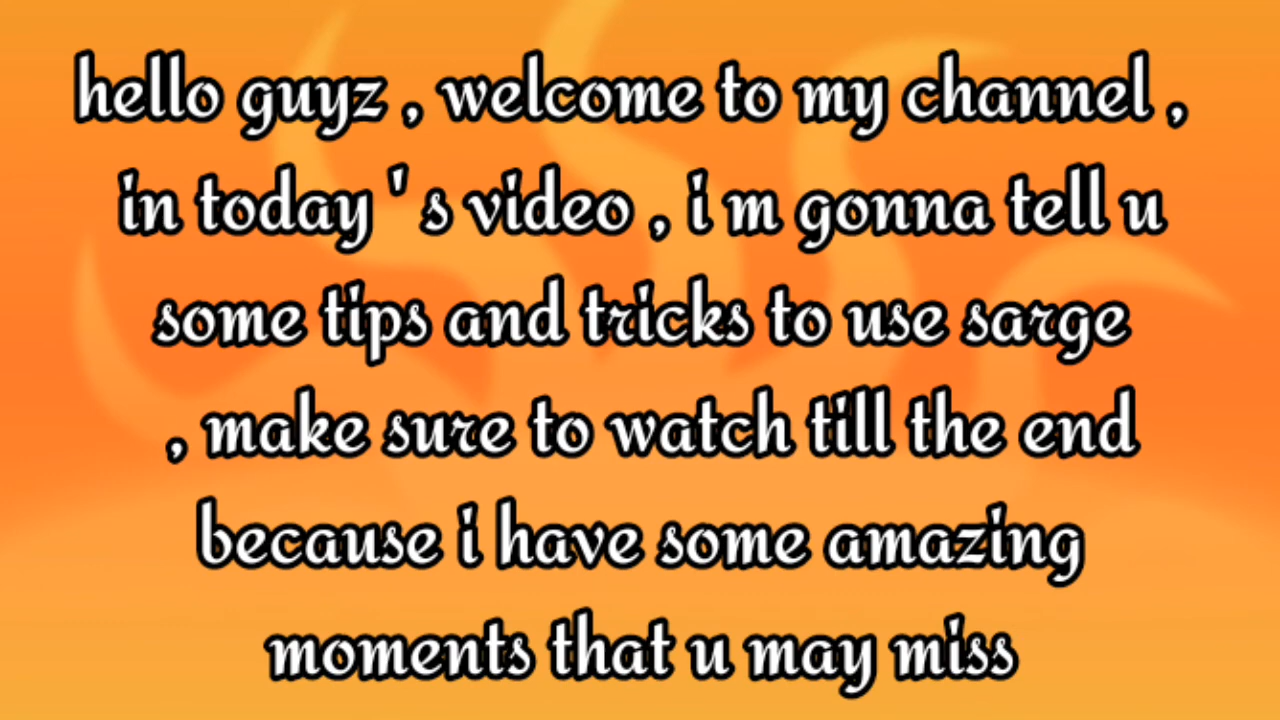 hello guyz , welcome to my channel ,
in today ' s video , i m gonna tell u
some tips and tricks to use sarge
, make sure to watch till the end
because i have some amazing
moments that u may miss